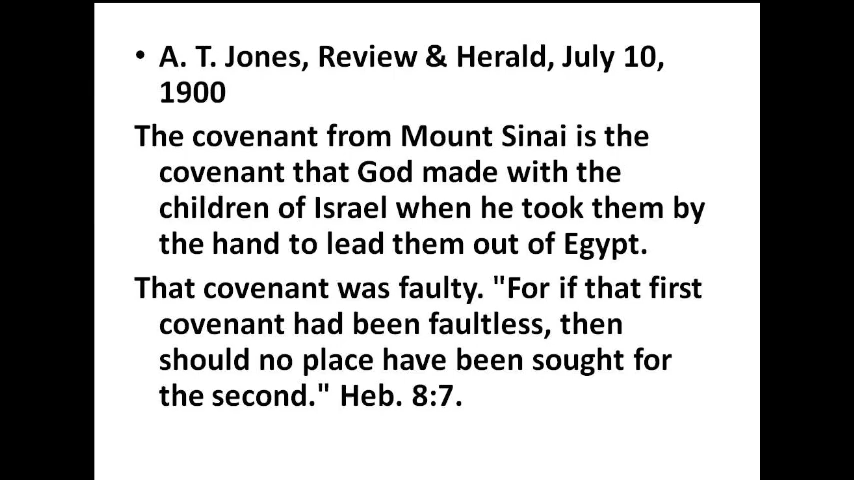 • A. T. Jones, Review & Herald, July 10,
1900
The covenant from Mount Sinai is the
covenant that God made with the
children of Israel when he took them by
the hand to lead them out of Egypt.
That covenant was faulty. "For if that first
covenant had been faultless, then
should no place have been sought for
the second." Heb. 8:7.